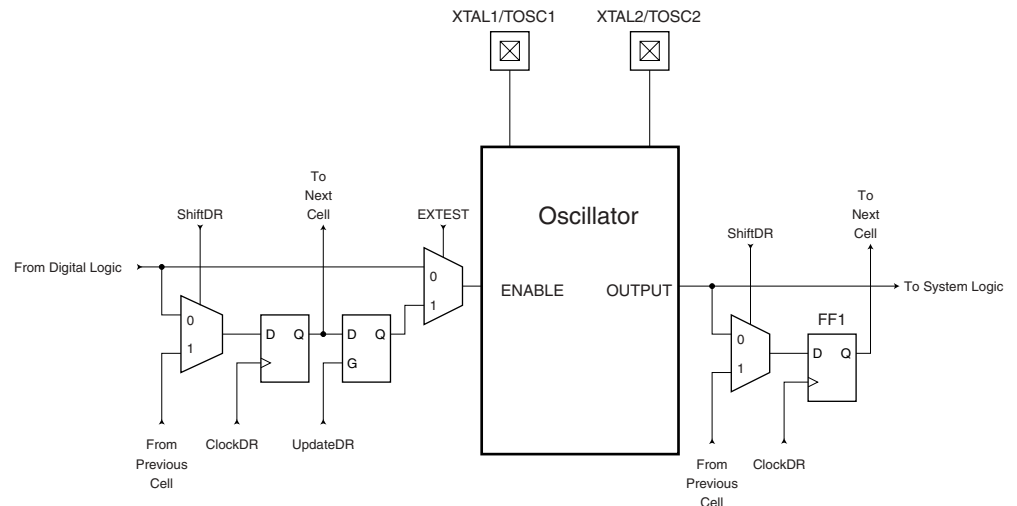 XTAL1/TOSC1
XTAL2/TOSC2
To
Next
Cell
ShiftDR
EXTEST
Oscillator
To
Next
Cell
ShiftDR
From Digital Logic
0
1
ENABLE
OUTPUT
To System Logic
0
1
D
Q
D
Q
G
FF1
0
1
D
Q
From
Previous
Cell
ClockDR
UpdateDR
From
Previous
Cell
ClockDR